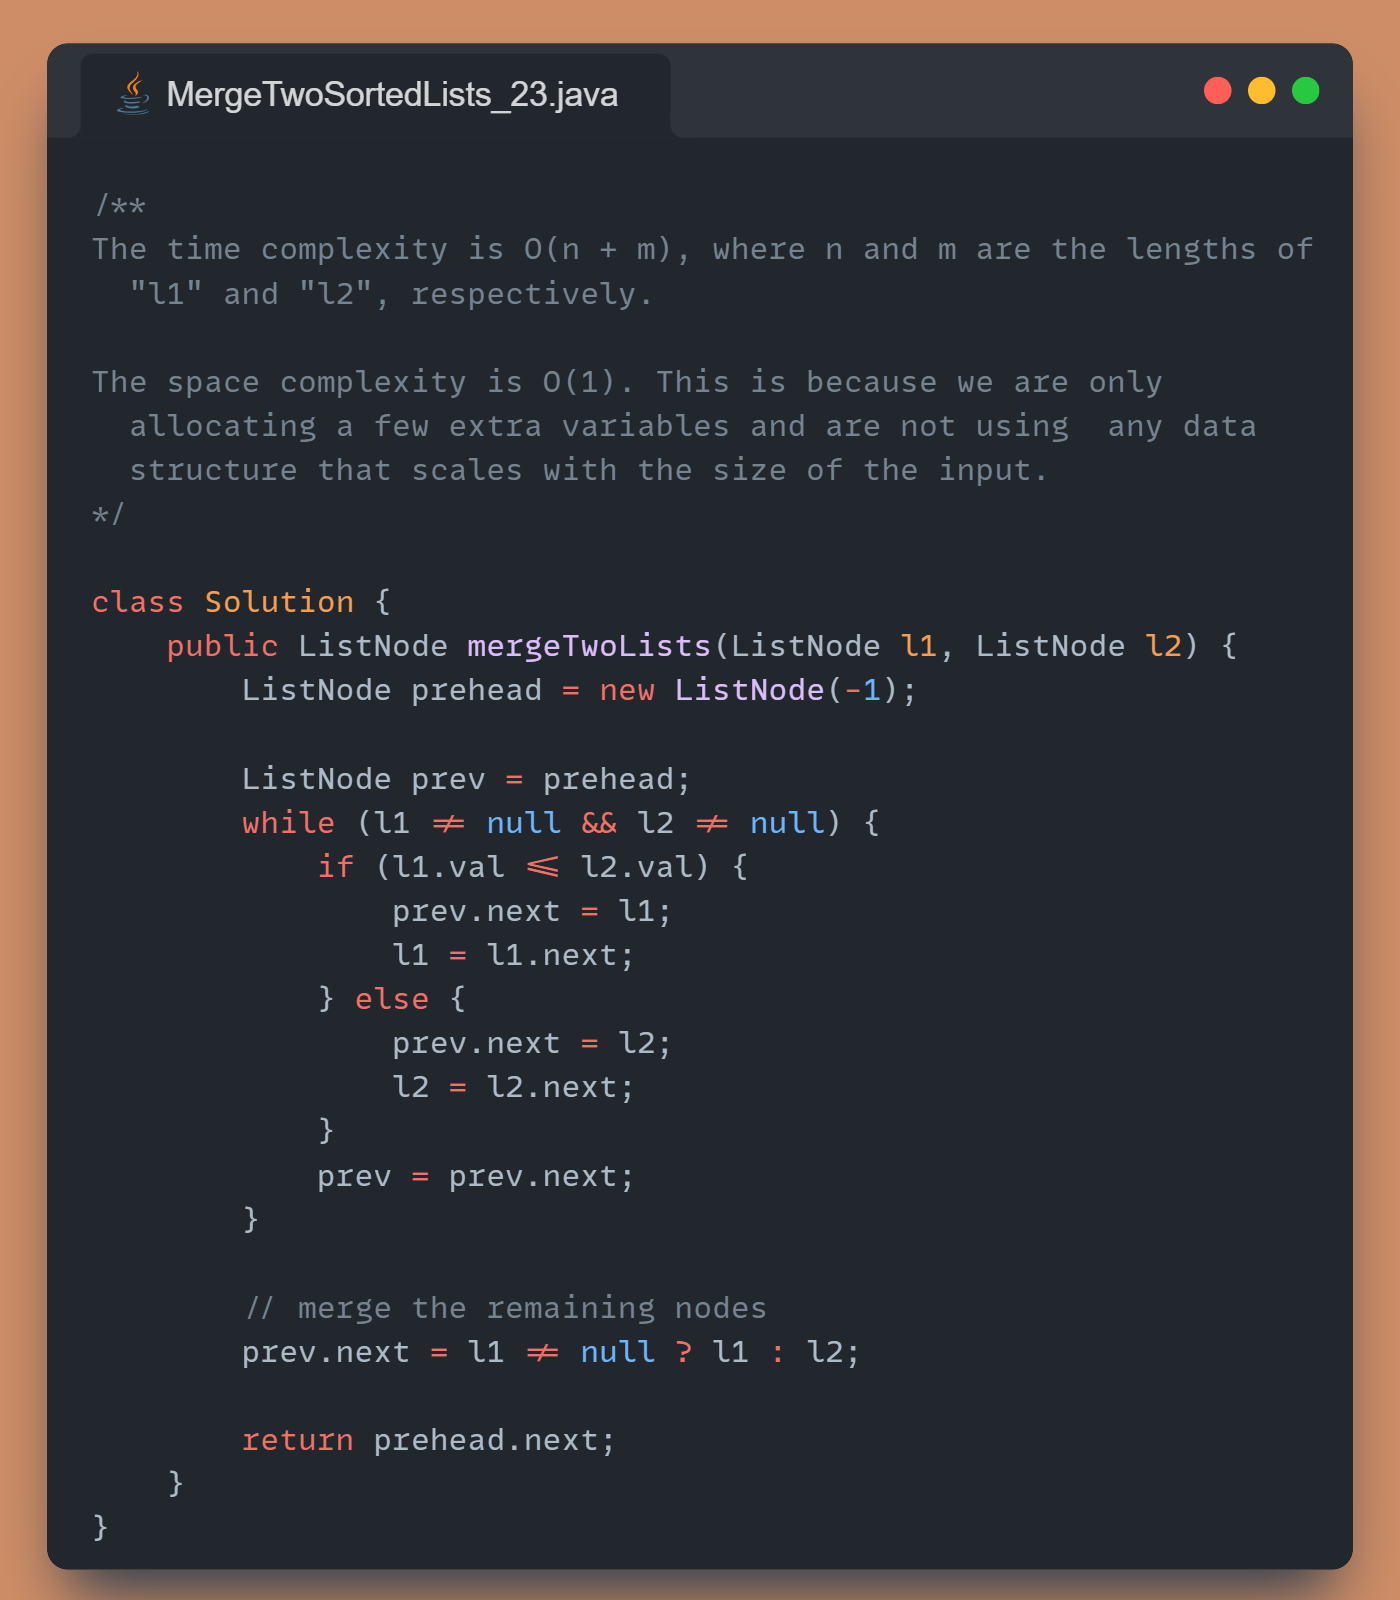 MergeTwoSortedLists_23.java
/**
The time complexity is O(n + m), where n and m are the lengths of
  "l1" and "l2", respectively.

The space complexity is O(1). This is because we are only
  allocating a few extra variables and are not using  any data
  structure that scales with the size of the input.
*/

class Solution {
    public ListNode mergeTwoLists(ListNode l1, ListNode l2) {
        ListNode prehead = new ListNode(-1);

        ListNode prev = prehead;
        while (l1 != null && l2 != null) {
            if (l1.val <= l2.val) {
                prev.next = l1;
                l1 = l1.next;
            } else {
                prev.next = l2;
                l2 = l2.next;
            }
            prev = prev.next;
        }

        // merge the remaining nodes
        prev.next = l1 != null ? l1 : l2;

        return prehead.next;
    }
}